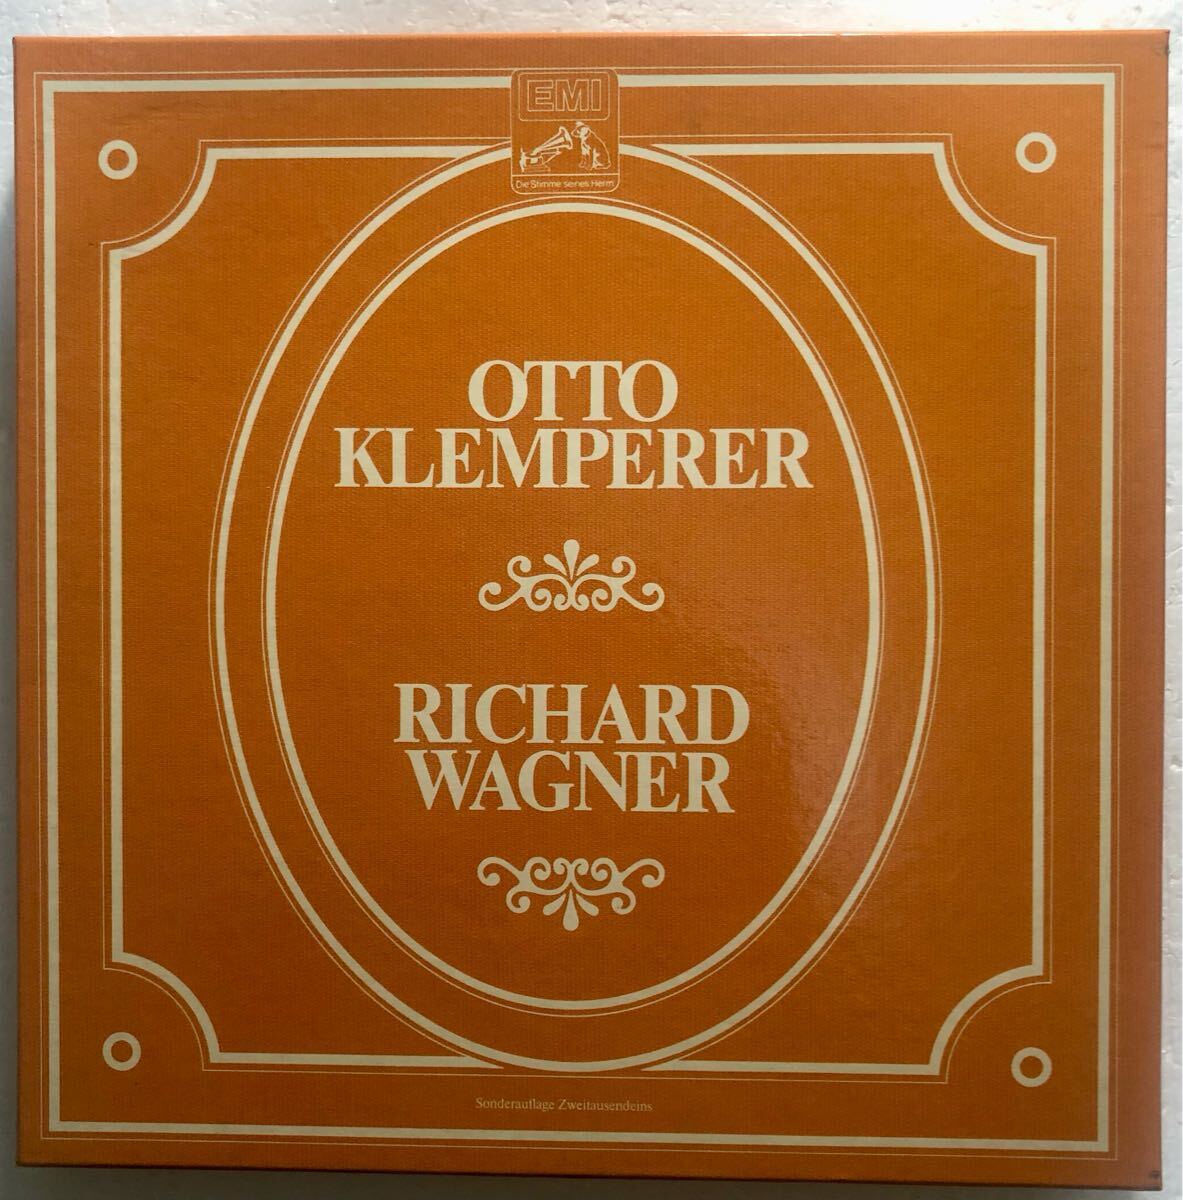 EMI
Die Stimme seines Herrn
OTTO
KLEMPERER
RICHARD
WAGNER
Sonderauflage Zweitausendeins